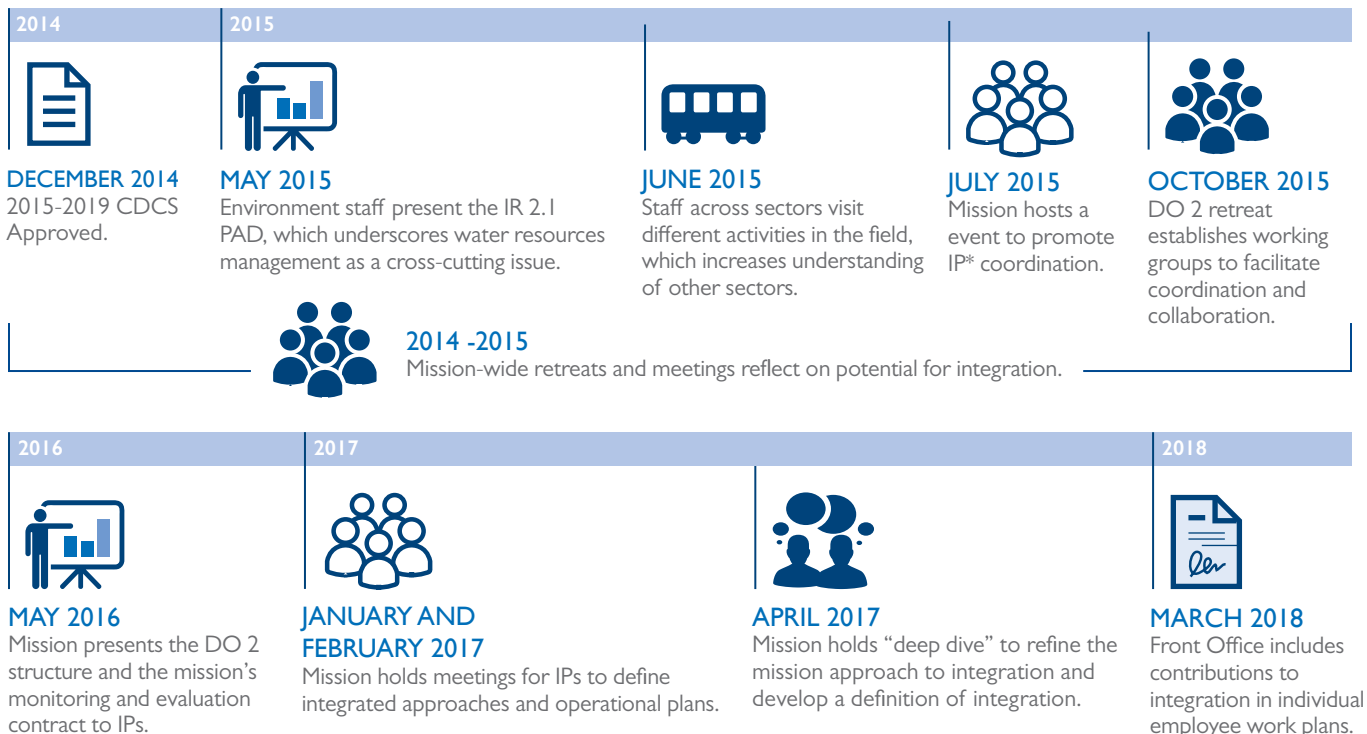 2014
2015
DECEMBER 2014
2015-2019 CDCS
Approved.
MAY 2015
Environment staff present the IR 2.1
PAD, which underscores water resources
management as a cross-cutting issue.
JUNE 2015
Staff across sectors visit
different activities in the field,
which increases understanding
of other sectors.
JULY 2015
Mission hosts a
event to promote
IP* coordination.
OCTOBER 2015
DO 2 retreat
establishes working
groups to facilitate
coordination and
collaboration.
2014 -2015
Mission-wide retreats and meetings reflect on potential for integration.
2016
2017
2018
MAY 2016
Mission presents the DO 2
structure and the mission’s
monitoring and evaluation
contract to IPs.
JANUARY AND
FEBRUARY 2017
Mission holds meetings for IPs to define
integrated approaches and operational plans.
APRIL 2017
Mission holds “deep dive” to refine the
mission approach to integration and
develop a definition of integration.
MARCH 2018
Front Office includes
contributions to
integration in individual
employee work plans.